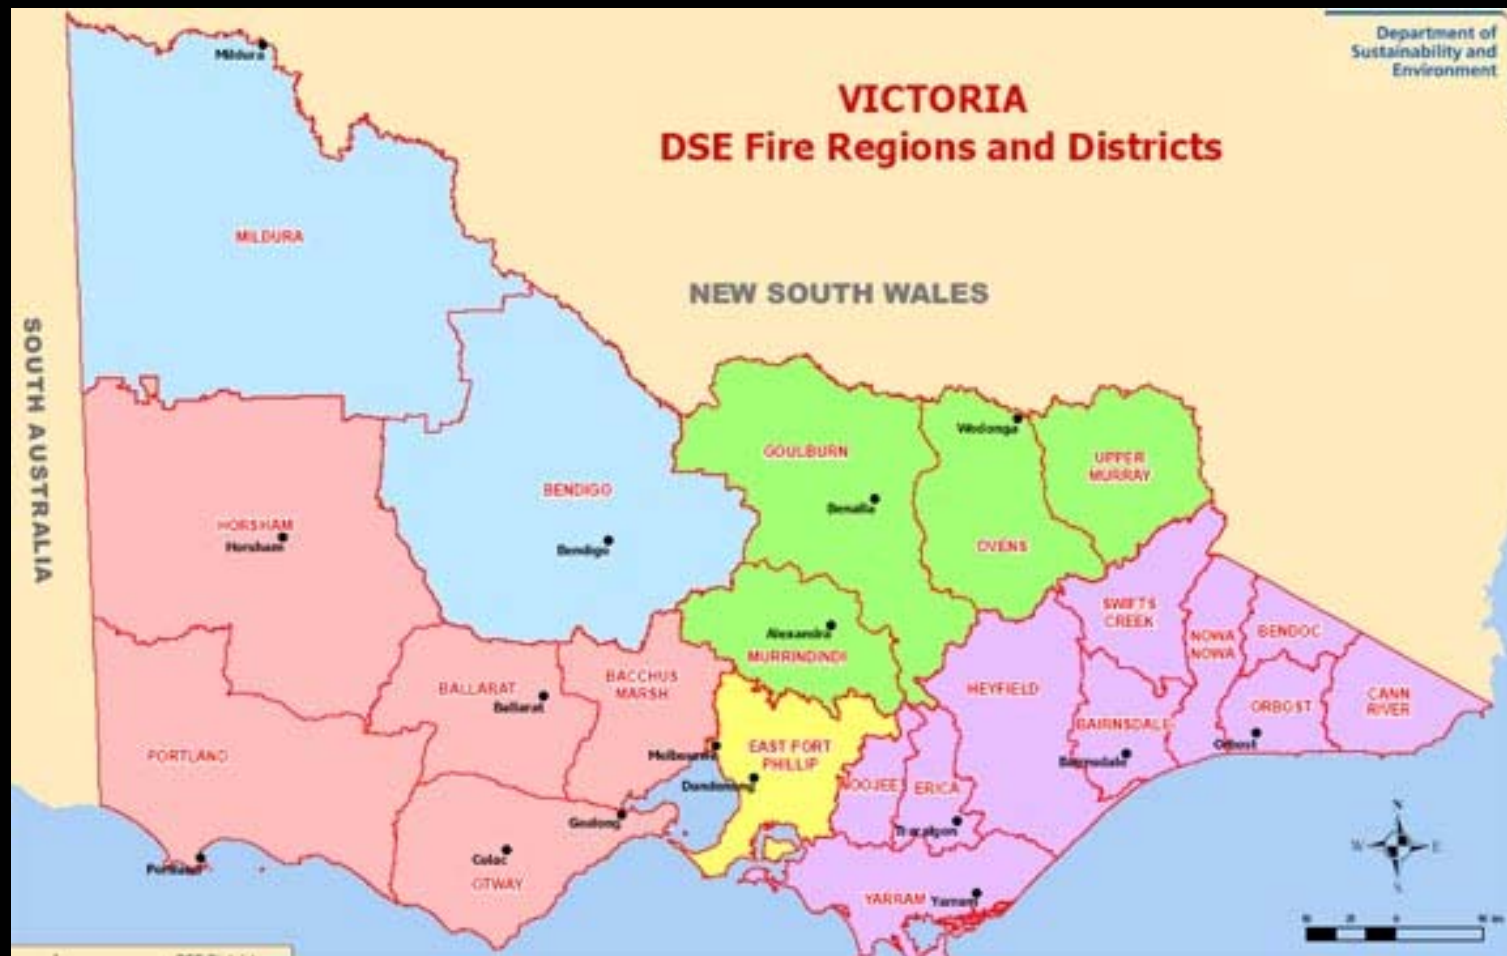 Department of
Sustainability and
Environment
VICTORIA
DSE Fire Regions and Districts
NEW SOUTH WALES
SOUTH AUSTRALIA
Mildura
MILDURA
GOULBURN
Wodonga
UPPER
MURRAY
BENDIGO
Benalla
HORSHAM
Horsham
Bendigo
OVENS
SWIFTS
CREEK
NOWA
NOWA
BENDOC
Alexandra
MURRINDINDI
BACCHUS
MARSH
BALLARAT
Ballarat
HEYFIELD
ORBOST
CANN
RIVER
BAIRNSDALE
Orbost
PORTLAND
Melbourne
EAST PORT
PHILLIP
Bairnsdale
Dandenong
NOOJEE
ERICA
Geelong
Traralgon
Colac
OTWAY
Portland
YARRAM
Yarram
N
W
E
S